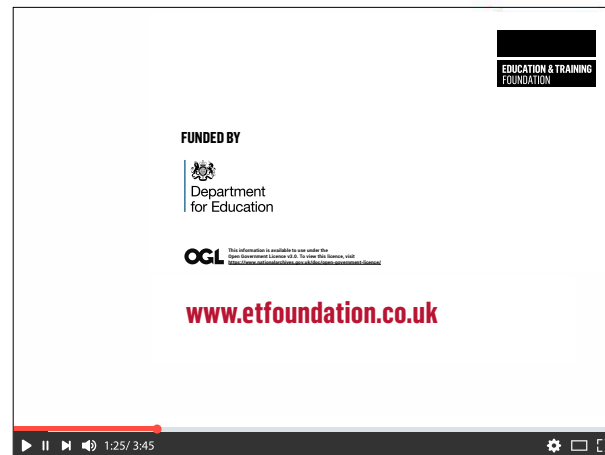 EDUCATION & TRAINING
FOUNDATION
FUNDED BY
Department
for Education
OGL
This information is available to use under the
Open Government Licence v3.0. To view this licence, visit
https://www.nationalarchives.gov.uk/doc/open-government-licence/
www.etfoundation.co.uk
1:25/3:45